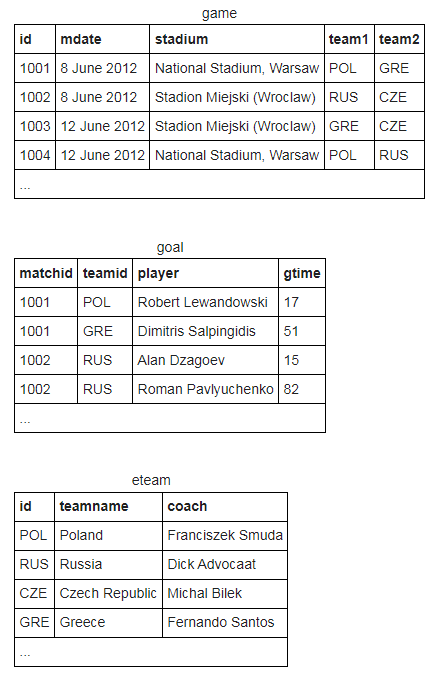 game
id mdate stadium team1 team2
1001 8 June 2012 National Stadium, Warsaw POL GRE
1002 8 June 2012 Stadion Miejski (Wroclaw) RUS CZE
1003 12 June 2012 Stadion Miejski (Wroclaw) GRE CZE
1004 12 June 2012 National Stadium, Warsaw POL RUS
...
goal
matchid teamid player gtime
1001 POL Robert Lewandowski 17
1001 GRE Dimitris Salpingidis 51
1002 RUS Alan Dzagoev 15
1002 RUS Roman Pavlyuchenko 82
...
eteam
id teamname coach
POL Poland Franciszek Smuda
RUS Russia Dick Advocaat
CZE Czech Republic Michal Bilek
GRE Greece Fernando Santos
...